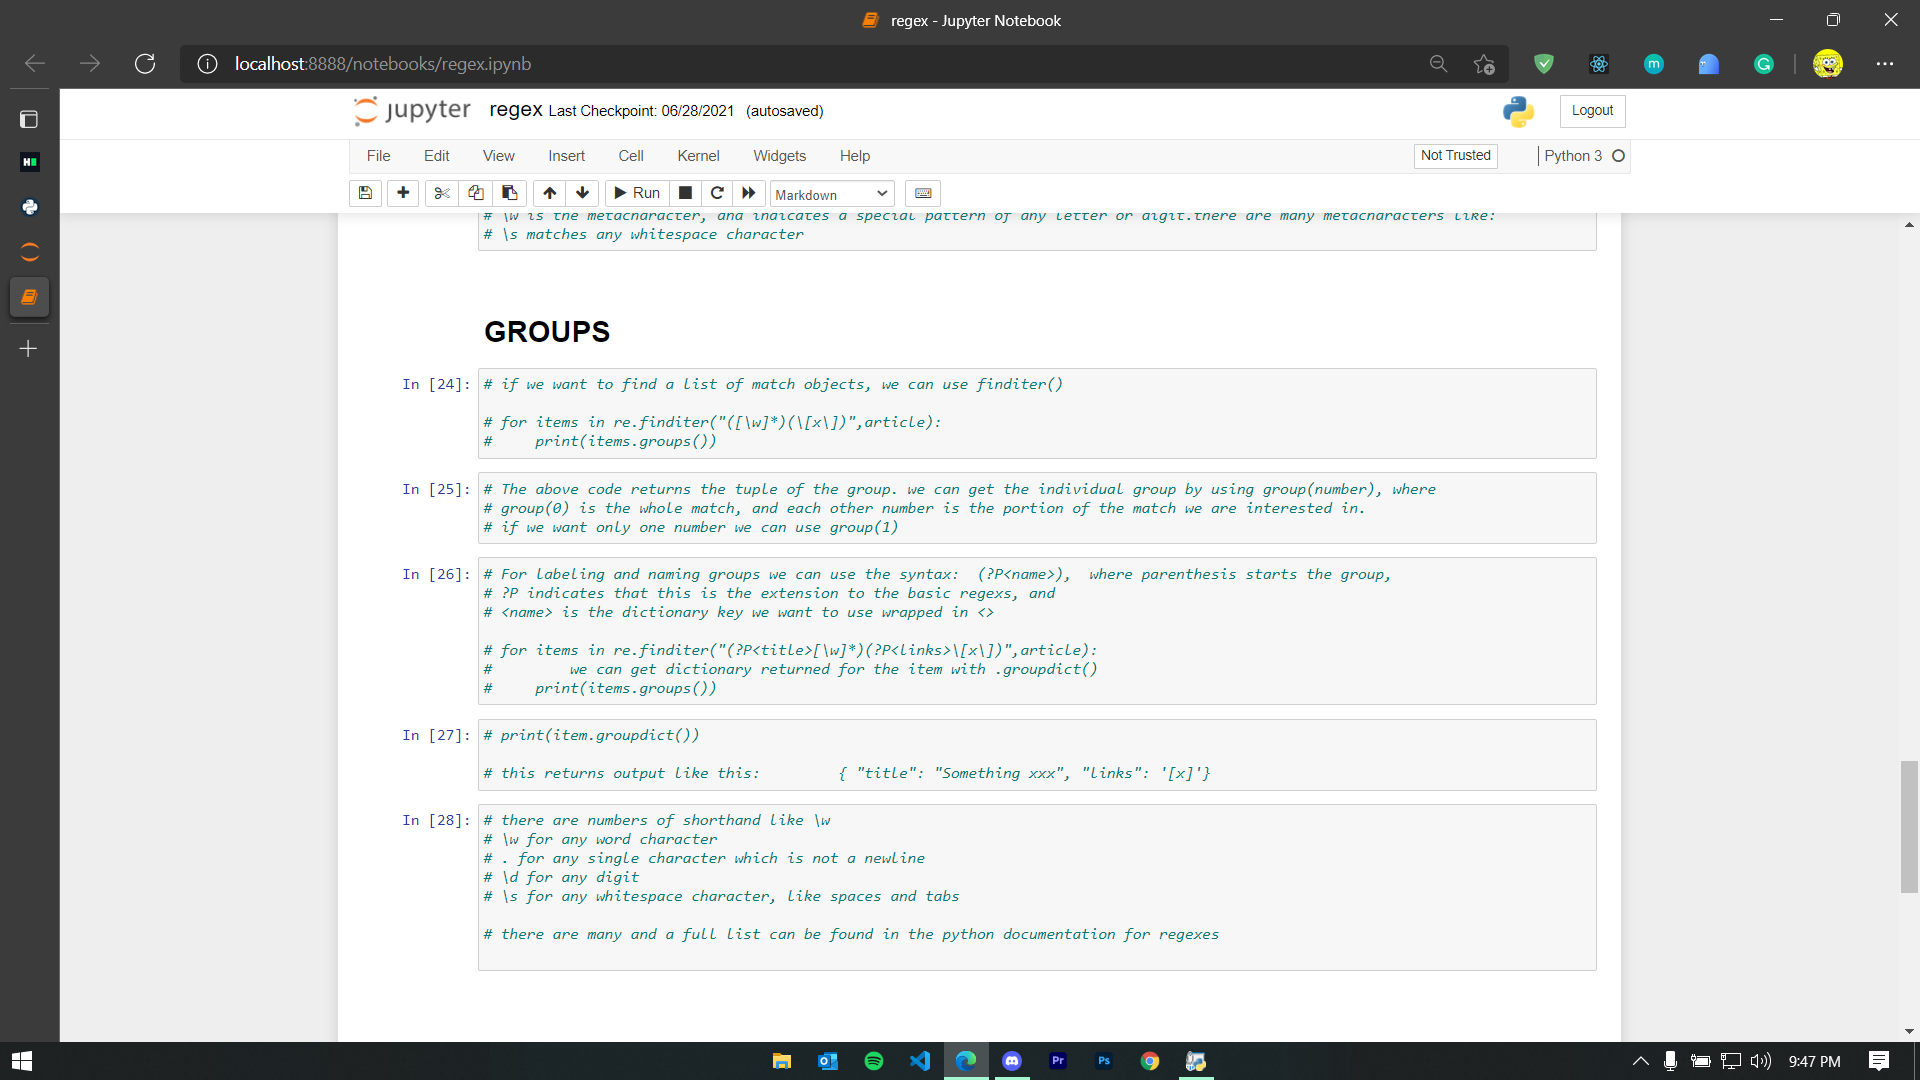 regex - Jupyter Notebook
localhost:8888/notebooks/regex.ipynb
jupyter regex Last Checkpoint: 06/28/2021 (autosaved)
Logout
File Edit View Insert Cell Kernel Widgets Help
Not Trusted
Python 3
Run
Markdown
# \w is the metacharacter, and indicates a special pattern of any letter or digit.there are many metacharacters like:
# \s matches any whitespace character
GROUPS
In [24]:
# if we want to find a list of match objects, we can use finditer()
# for items in re.finditer("([\w]*)(\[x\])",article):
#     print(items.groups())
In [25]:
# The above code returns the tuple of the group. we can get the individual group by using group(number), where
# group(0) is the whole match, and each other number is the portion of the match we are interested in.
# if we want only one number we can use group(1)
In [26]:
# For labeling and naming groups we can use the syntax:  (?P<name>),  where parenthesis starts the group,
# ?P indicates that this is the extension to the basic regexs, and
# <name> is the dictionary key we want to use wrapped in <>
# for items in re.finditer("(?P<title>[\w]*)(?P<links>\[x\])",article):
#         we can get dictionary returned for the item with .groupdict()
#     print(items.groups())
In [27]:
# print(item.groupdict())
# this returns output like this:         { "title": "Something xxx", "links": '[x]'}
In [28]:
# there are numbers of shorthand like \w
# \w for any word character
# . for any single character which is not a newline
# \d for any digit
# \s for any whitespace character, like spaces and tabs
# there are many and a full list can be found in the python documentation for regexes
Pr
Ps
9:47 PM